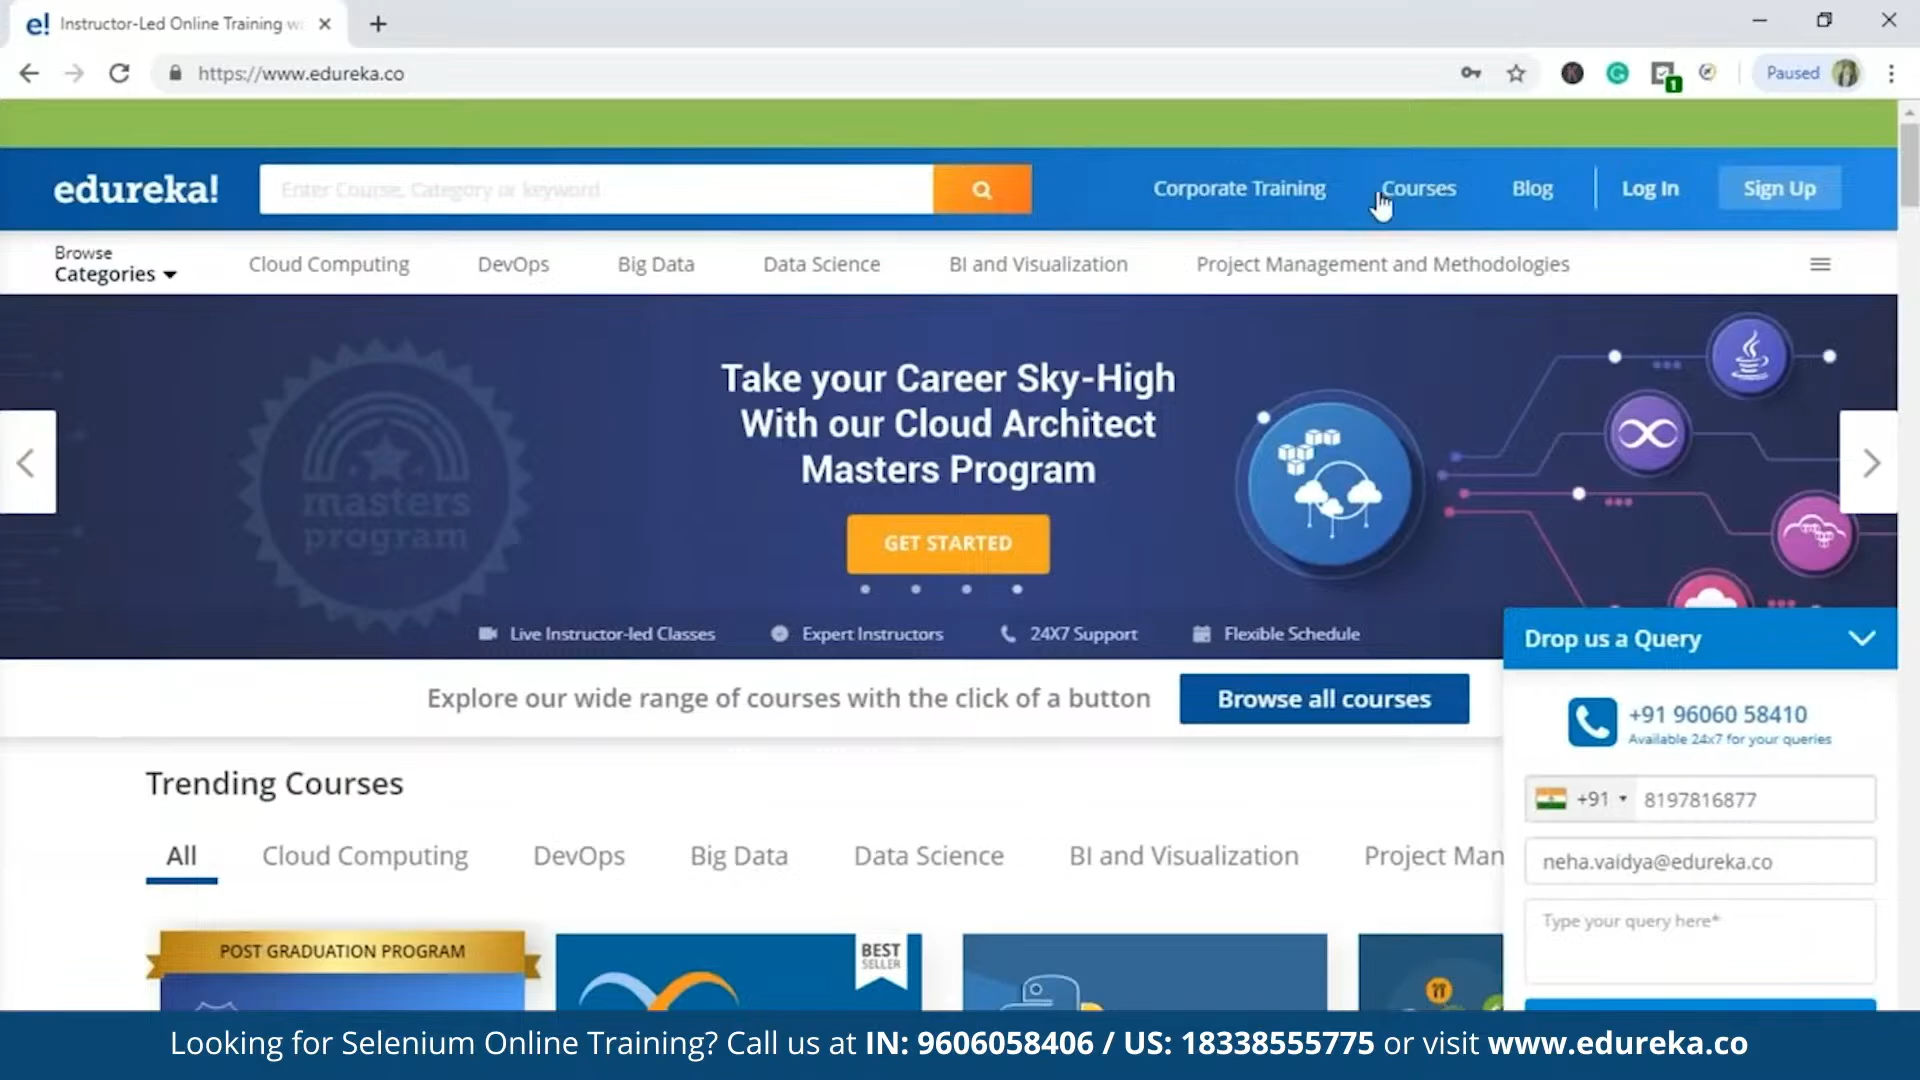 e! Instructor-Led Online Training w
https://www.edureka.co
Paused
1
edureka!
Enter Course, Category or keyword
Corporate Training
Courses
Blog
Log In
Sign Up
Browse
Categories
Cloud Computing
DevOps
Big Data
Data Science
BI and Visualization
Project Management and Methodologies
masters
program
Take your Career Sky-High
With our Cloud Architect
Masters Program
GET STARTED
Live Instructor-led Classes
Expert Instructors
24X7 Support
Flexible Schedule
Explore our wide range of courses with the click of a button
Browse all courses
Drop us a Query
+91 96060 58410
Available 24x7 for your queries
+91
8197816877
neha.vaidya@edureka.co
Type your query here*
Trending Courses
All
Cloud Computing
DevOps
Big Data
Data Science
BI and Visualization
Project Man
POST GRADUATION PROGRAM
BEST
SELLER
Looking for Selenium Online Training? Call us at IN: 9606058406 / US: 18338555775 or visit www.edureka.co